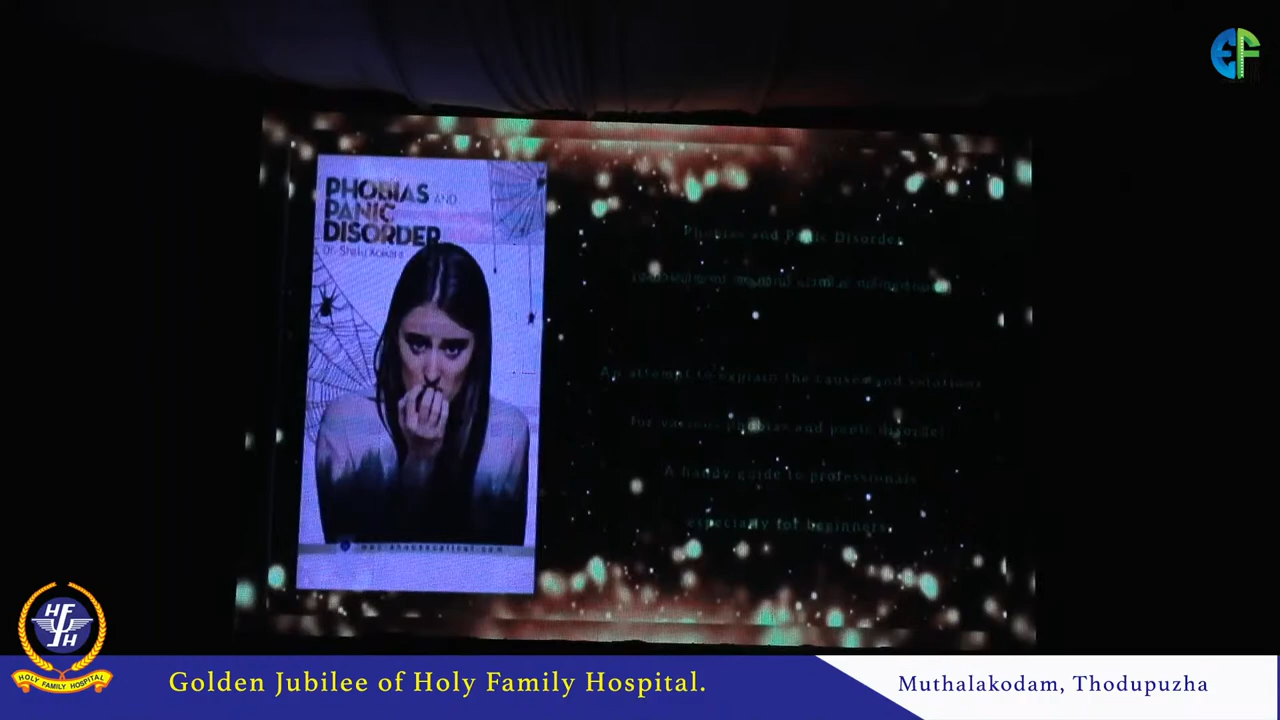 EF
PHOBIAS AND
PANIC
DISORDER
Phobias and Panic Disorder
An attempt to explain the causes and solutions
for various phobias and panic disorder
A handy guide to professionals
especially for beginners
HFH
HOLY FAMILY HOSPITAL
Golden Jubilee of Holy Family Hospital.
Muthalakodam, Thodupuzha